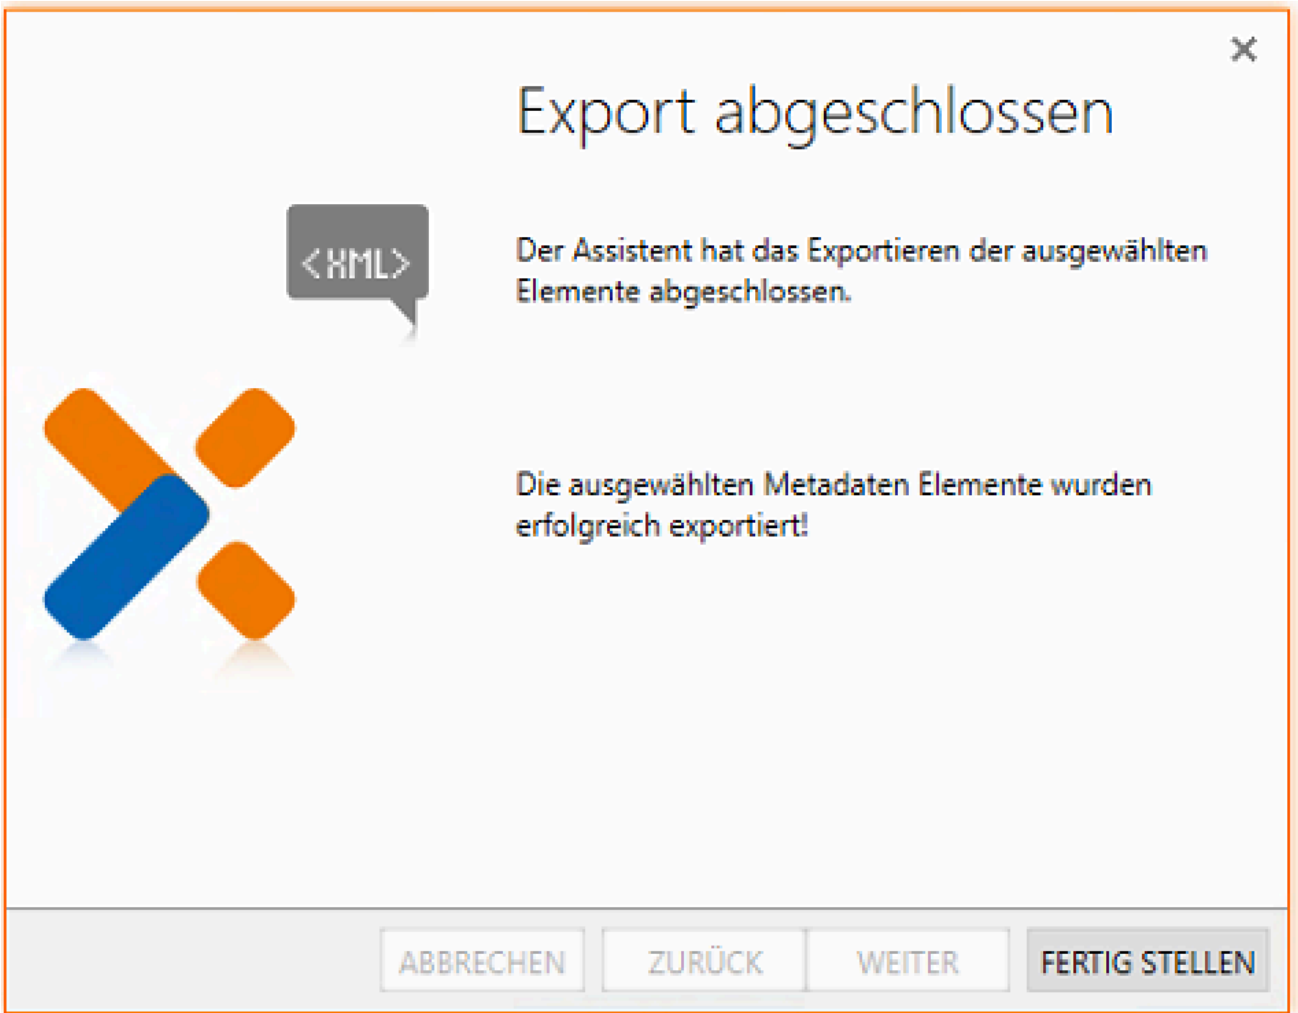 Export abgeschlossen
<XML>
Der Assistent hat das Exportieren der ausgewählten
Elemente abgeschlossen.
Die ausgewählten Metadaten Elemente wurden
erfolgreich exportiert!
ABBRECHEN
ZURÜCK
WEITER
FERTIG STELLEN